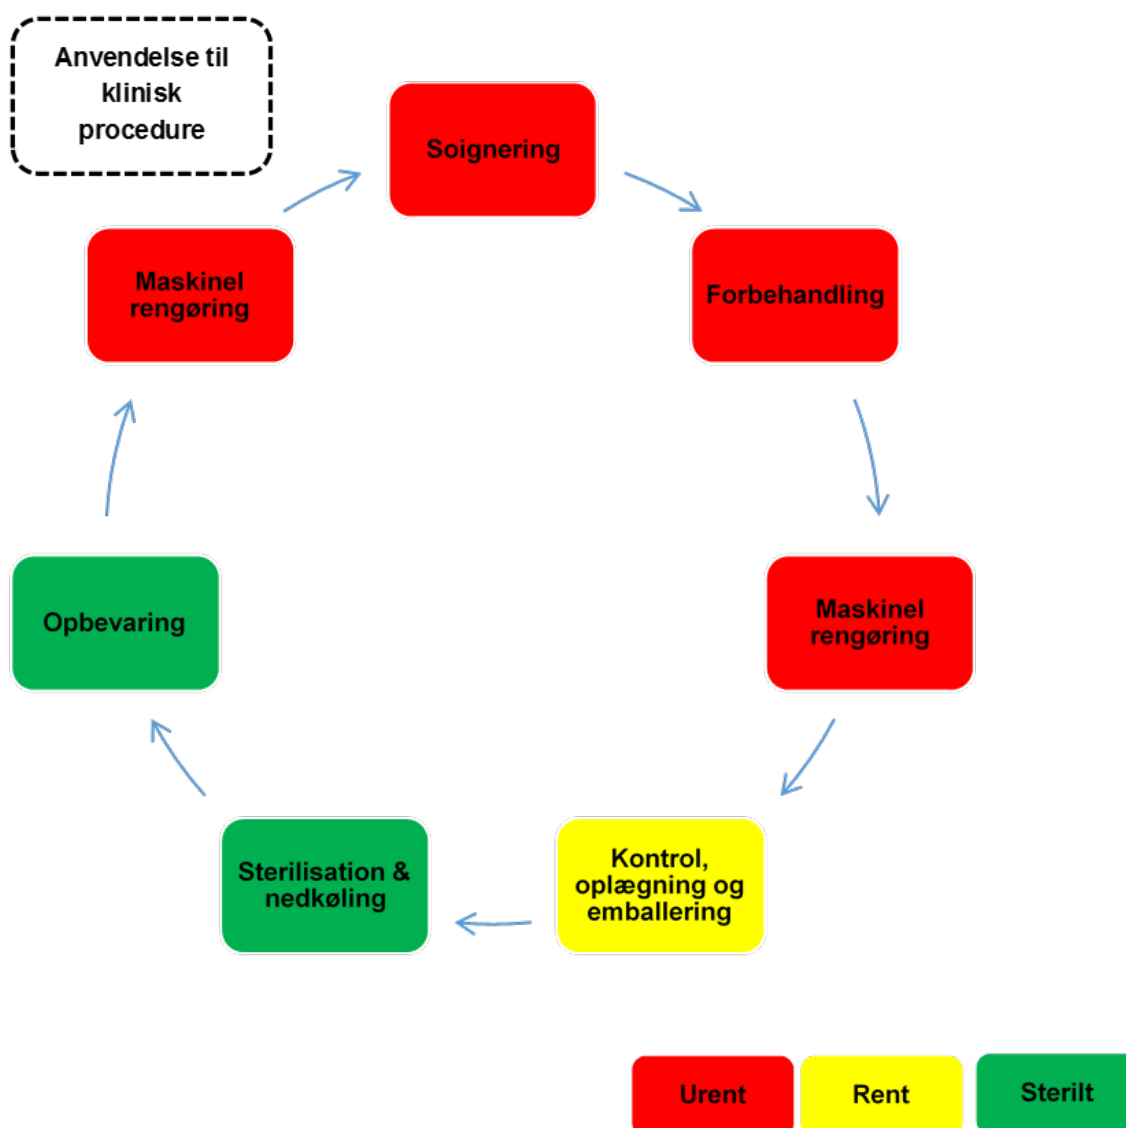 Anvendelse til
klinisk
procedure
Soignering
Maskinel
rengøring
Forbehandling
Opbevaring
Maskinel
rengøring
Sterilisation &
nedkøling
Kontrol,
oplægning og
emballering
Urent
Rent
Sterilt